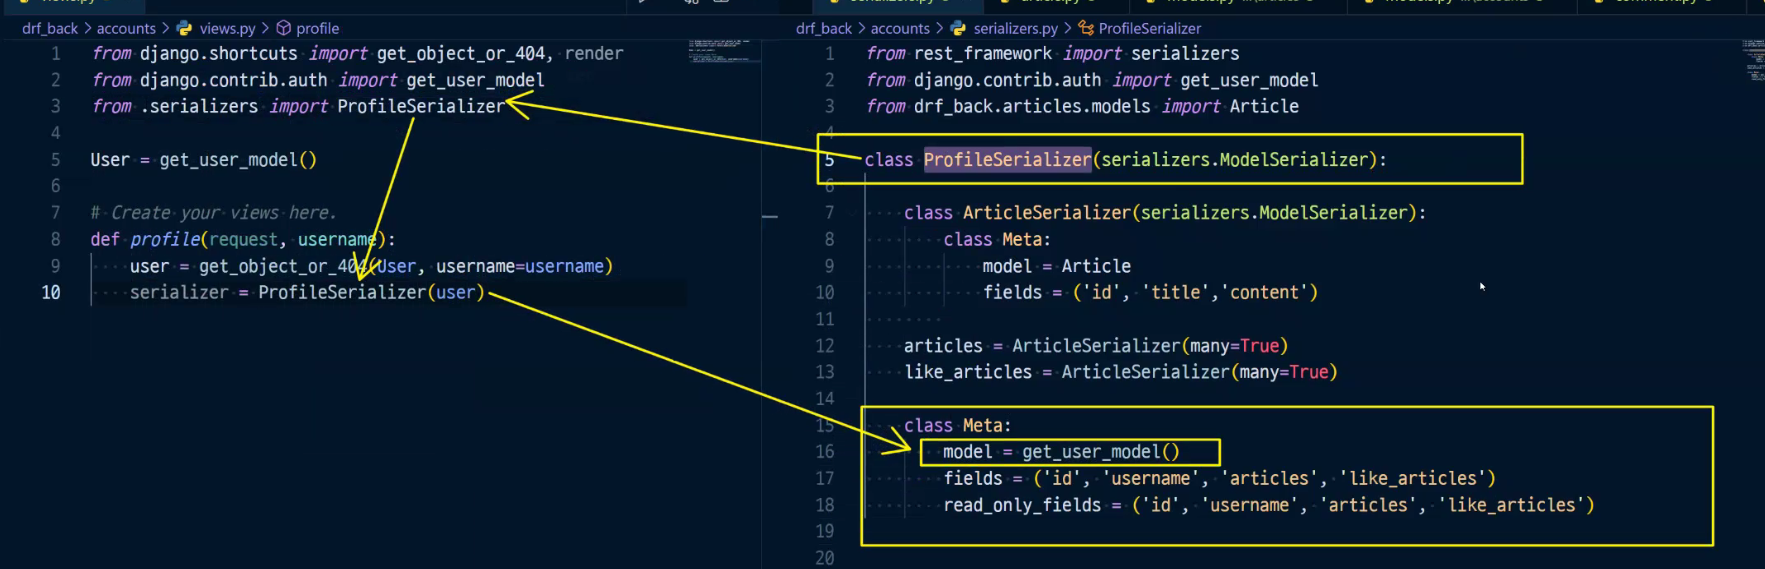 drf_back > accounts > views.py > profile
1 from django.shortcuts import get_object_or_404, render
2 from django.contrib.auth import get_user_model
3 from .serializers import ProfileSerializer
4
5 User = get_user_model()
6
7 # Create your views here.
8 def profile(request, username):
9 user = get_object_or_404(User, username=username)
10 serializer = ProfileSerializer(user)
drf_back > accounts > serializers.py > ProfileSerializer
1 from rest_framework import serializers
2 from django.contrib.auth import get_user_model
3 from drf_back.articles.models import Article
4
5 class ProfileSerializer(serializers.ModelSerializer):
6
7 class ArticleSerializer(serializers.ModelSerializer):
8 class Meta:
9 model = Article
10 fields = ('id', 'title','content')
11
12 articles = ArticleSerializer(many=True)
13 like_articles = ArticleSerializer(many=True)
14
15 class Meta:
16 model = get_user_model()
17 fields = ('id', 'username', 'articles', 'like_articles')
18 read_only_fields = ('id', 'username', 'articles', 'like_articles')
19
20